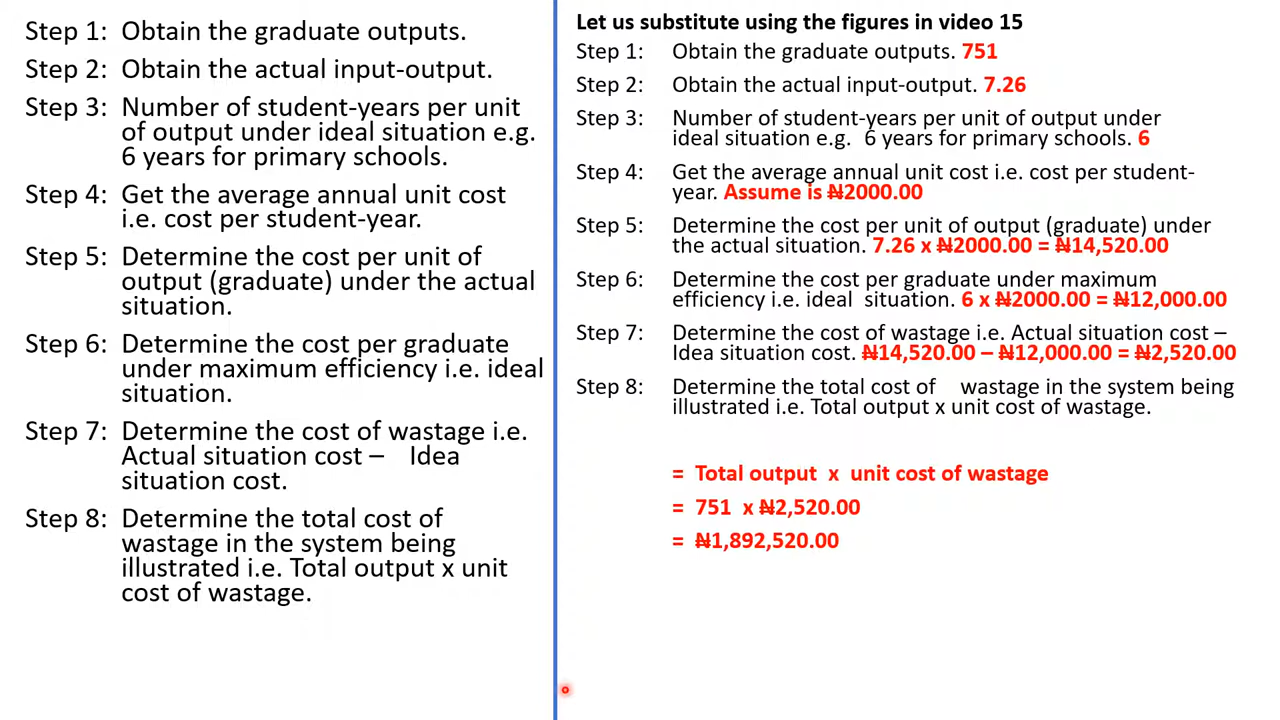 Step 1: Obtain the graduate outputs.
Step 2: Obtain the actual input-output.
Step 3: Number of student-years per unit
of output under ideal situation e.g.
6 years for primary schools.
Step 4: Get the average annual unit cost
i.e. cost per student-year.
Step 5: Determine the cost per unit of
output (graduate) under the actual
situation.
Step 6: Determine the cost per graduate
under maximum efficiency i.e. ideal
situation.
Step 7: Determine the cost of wastage i.e.
Actual situation cost – Idea
situation cost.
Step 8: Determine the total cost of
wastage in the system being
illustrated i.e. Total output x unit
cost of wastage.
Let us substitute using the figures in video 15
Step 1: Obtain the graduate outputs. 751
Step 2: Obtain the actual input-output. 7.26
Step 3: Number of student-years per unit of output under
ideal situation e.g. 6 years for primary schools. 6
Step 4: Get the average annual unit cost i.e. cost per student-
year. Assume is ₦2000.00
Step 5: Determine the cost per unit of output (graduate) under
the actual situation. 7.26 x ₦2000.00 = ₦14,520.00
Step 6: Determine the cost per graduate under maximum
efficiency i.e. ideal situation. 6 x ₦2000.00 = ₦12,000.00
Step 7: Determine the cost of wastage i.e. Actual situation cost –
Idea situation cost. ₦14,520.00 – ₦12,000.00 = ₦2,520.00
Step 8: Determine the total cost of wastage in the system being
illustrated i.e. Total output x unit cost of wastage.
= Total output x unit cost of wastage
= 751 x ₦2,520.00
= ₦1,892,520.00